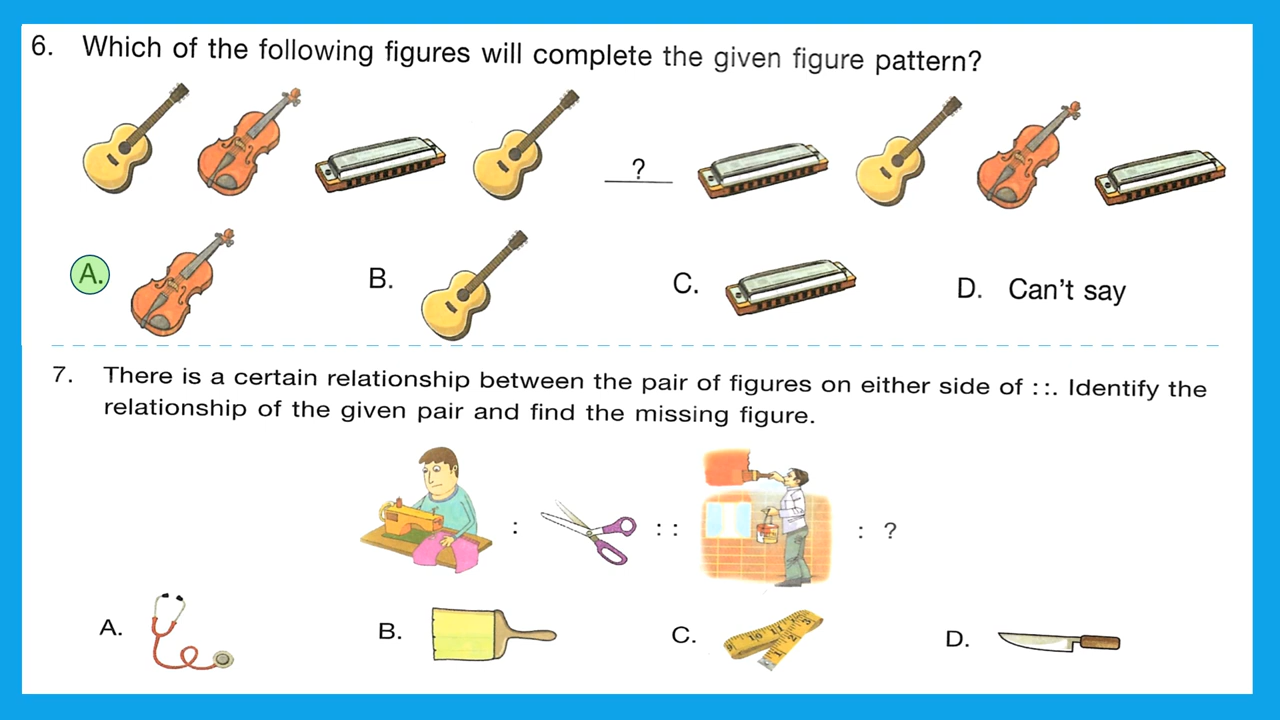 6. Which of the following figures will complete the given figure pattern?
?
A. B. C. D. Can't say
7. There is a certain relationship between the pair of figures on either side of ::. Identify the
relationship of the given pair and find the missing figure.
: :: : ?
A. B. C. D.